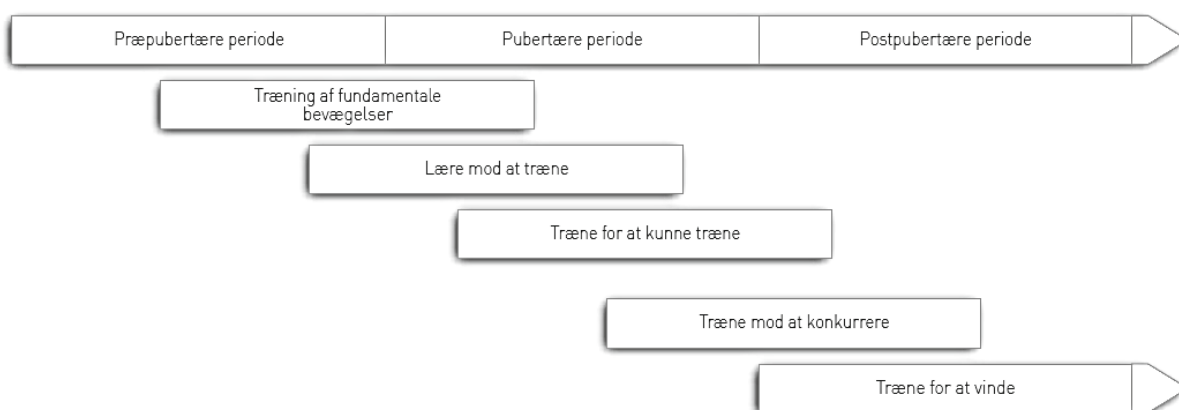 Præpubertære periode
Pubertære periode
Postpubertære periode
Træning af fundamentale
bevægelser
Lære mod at træne
Træne for at kunne træne
Træne mod at konkurrere
Træne for at vinde